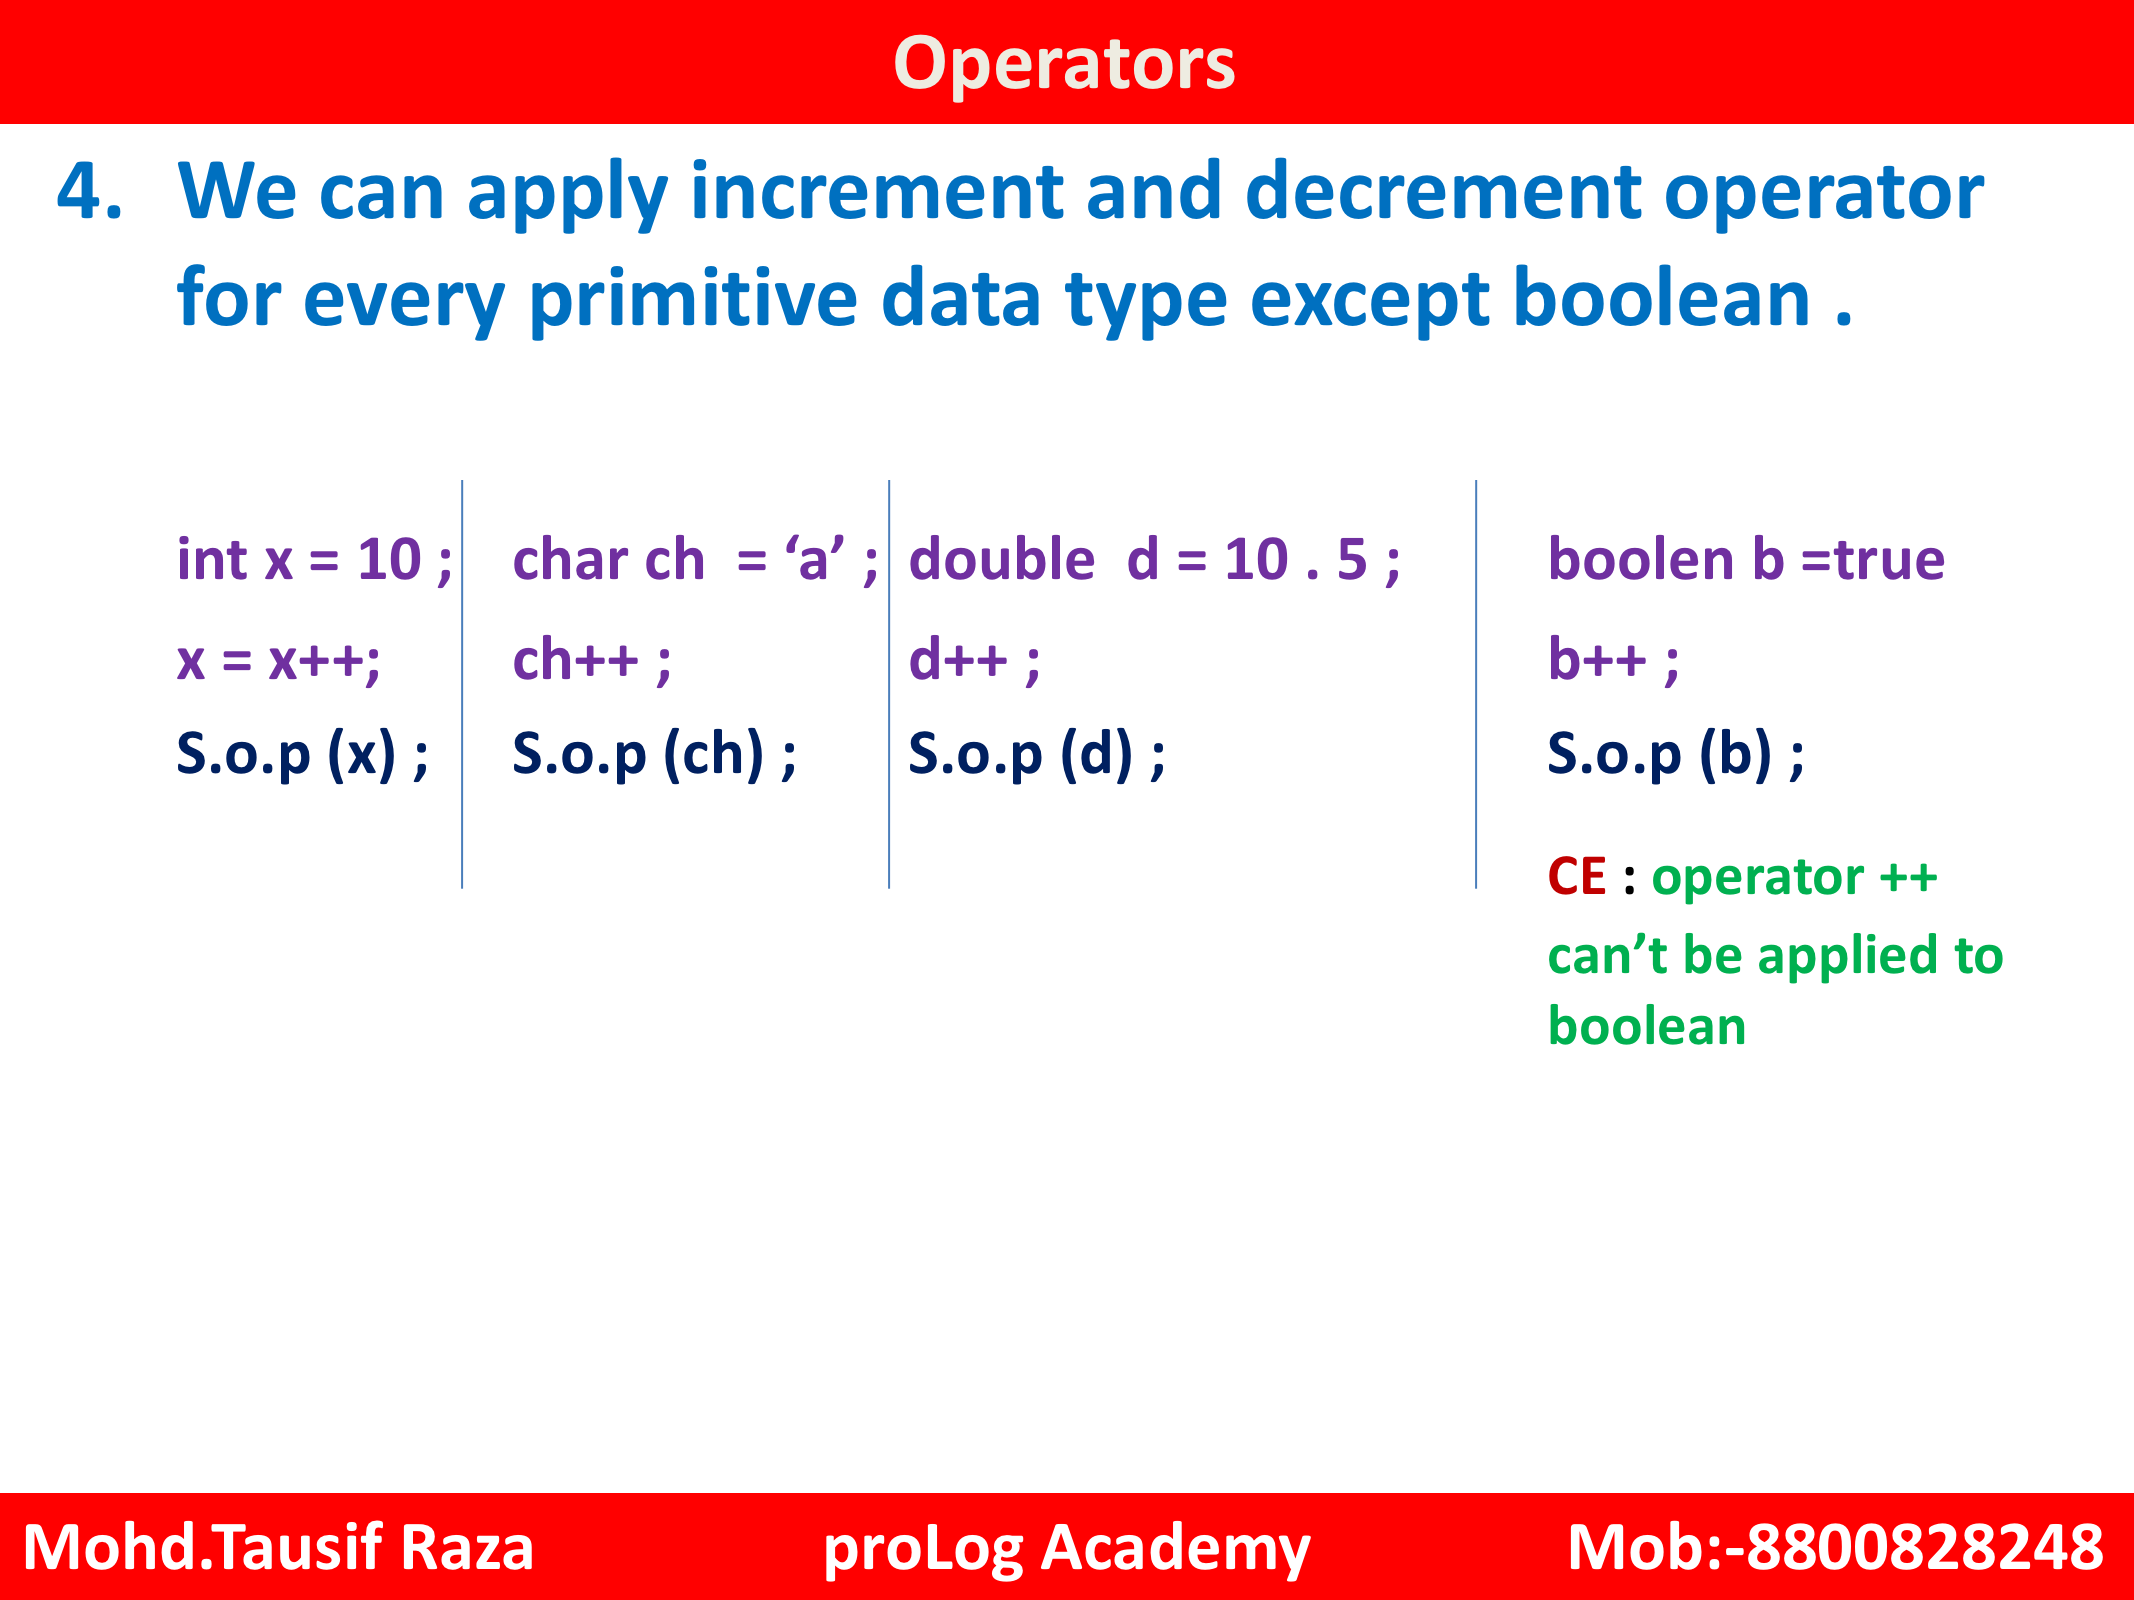 Operators
4. We can apply increment and decrement operator
for every primitive data type except boolean .
int x = 10 ;
x = x++;
S.o.p (x) ;
char ch = ‘a’ ;
ch++ ;
S.o.p (ch) ;
double d = 10 . 5 ;
d++ ;
S.o.p (d) ;
boolen b =true
b++ ;
S.o.p (b) ;
CE : operator ++
can’t be applied to
boolean
Mohd.Tausif Raza proLog Academy Mob:-8800828248